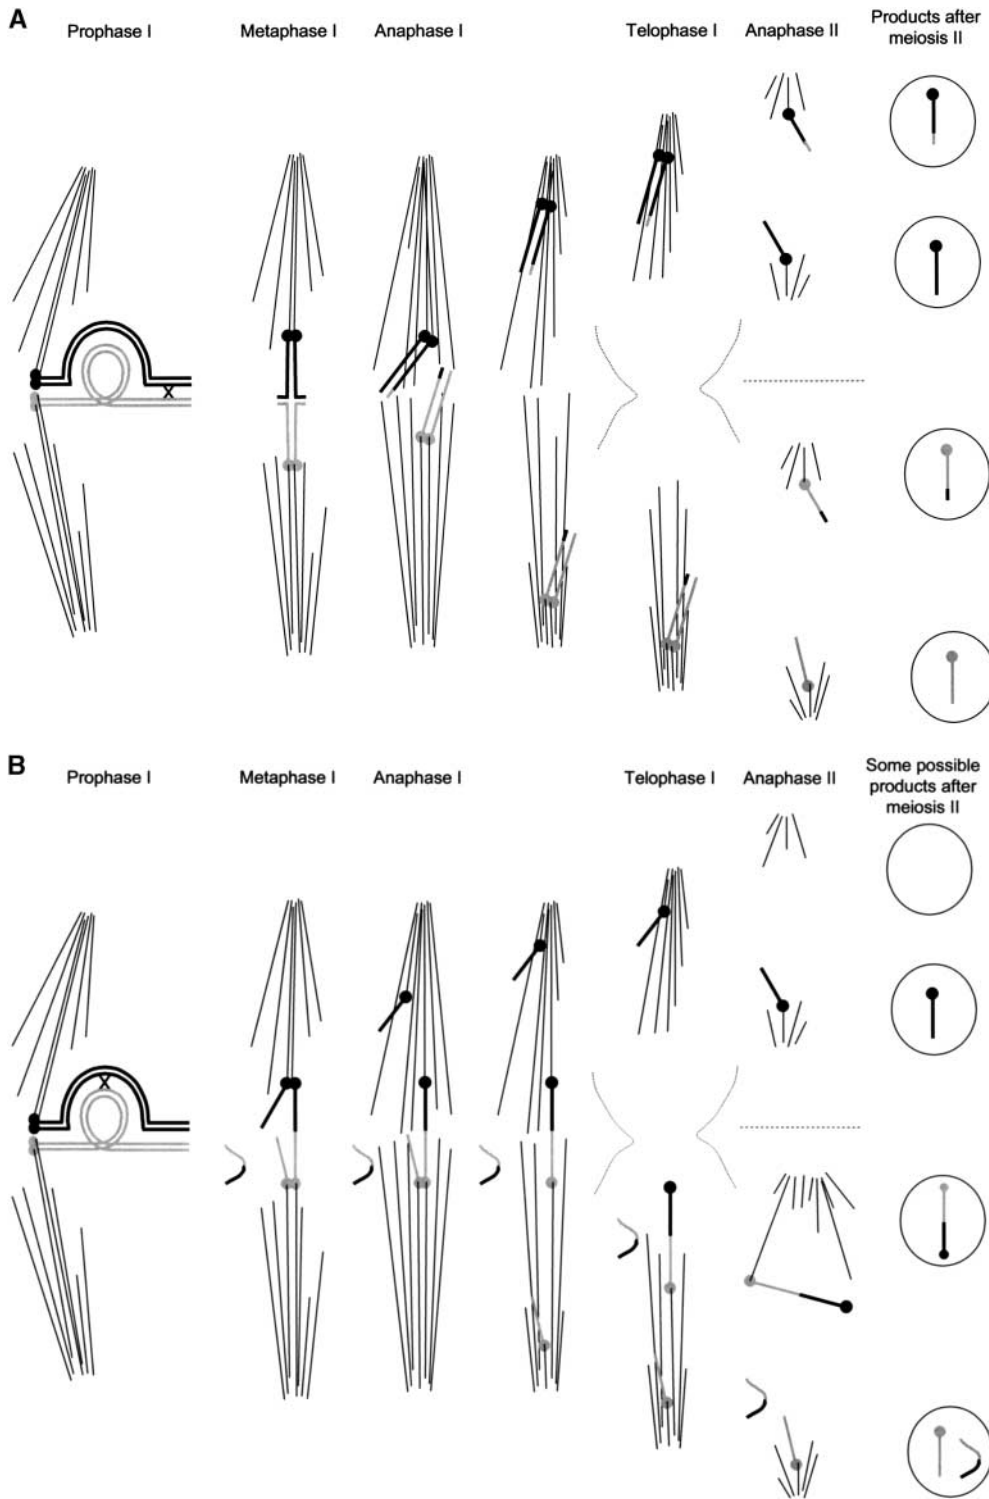 A
Prophase I Metaphase I Anaphase I Telophase I Anaphase II Products after
meiosis II
X
B
Prophase I Metaphase I Anaphase I Telophase I Anaphase II Some possible
products after
meiosis II
X